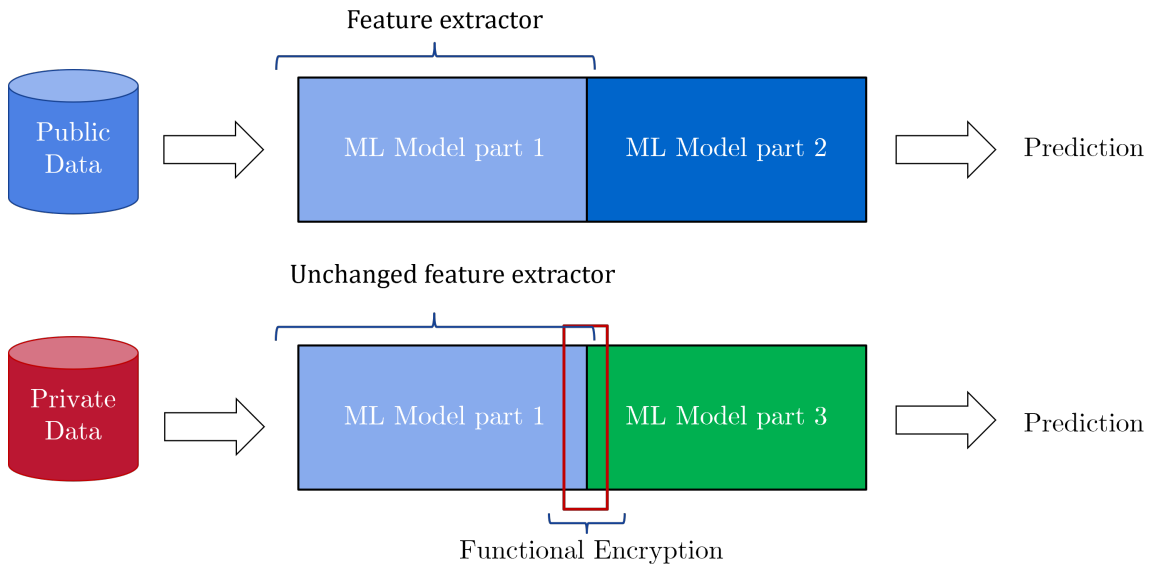 Feature extractor
Public
Data
ML Model part 1
ML Model part 2
Prediction
Unchanged feature extractor
Private
Data
ML Model part 1
ML Model part 3
Prediction
Functional Encryption